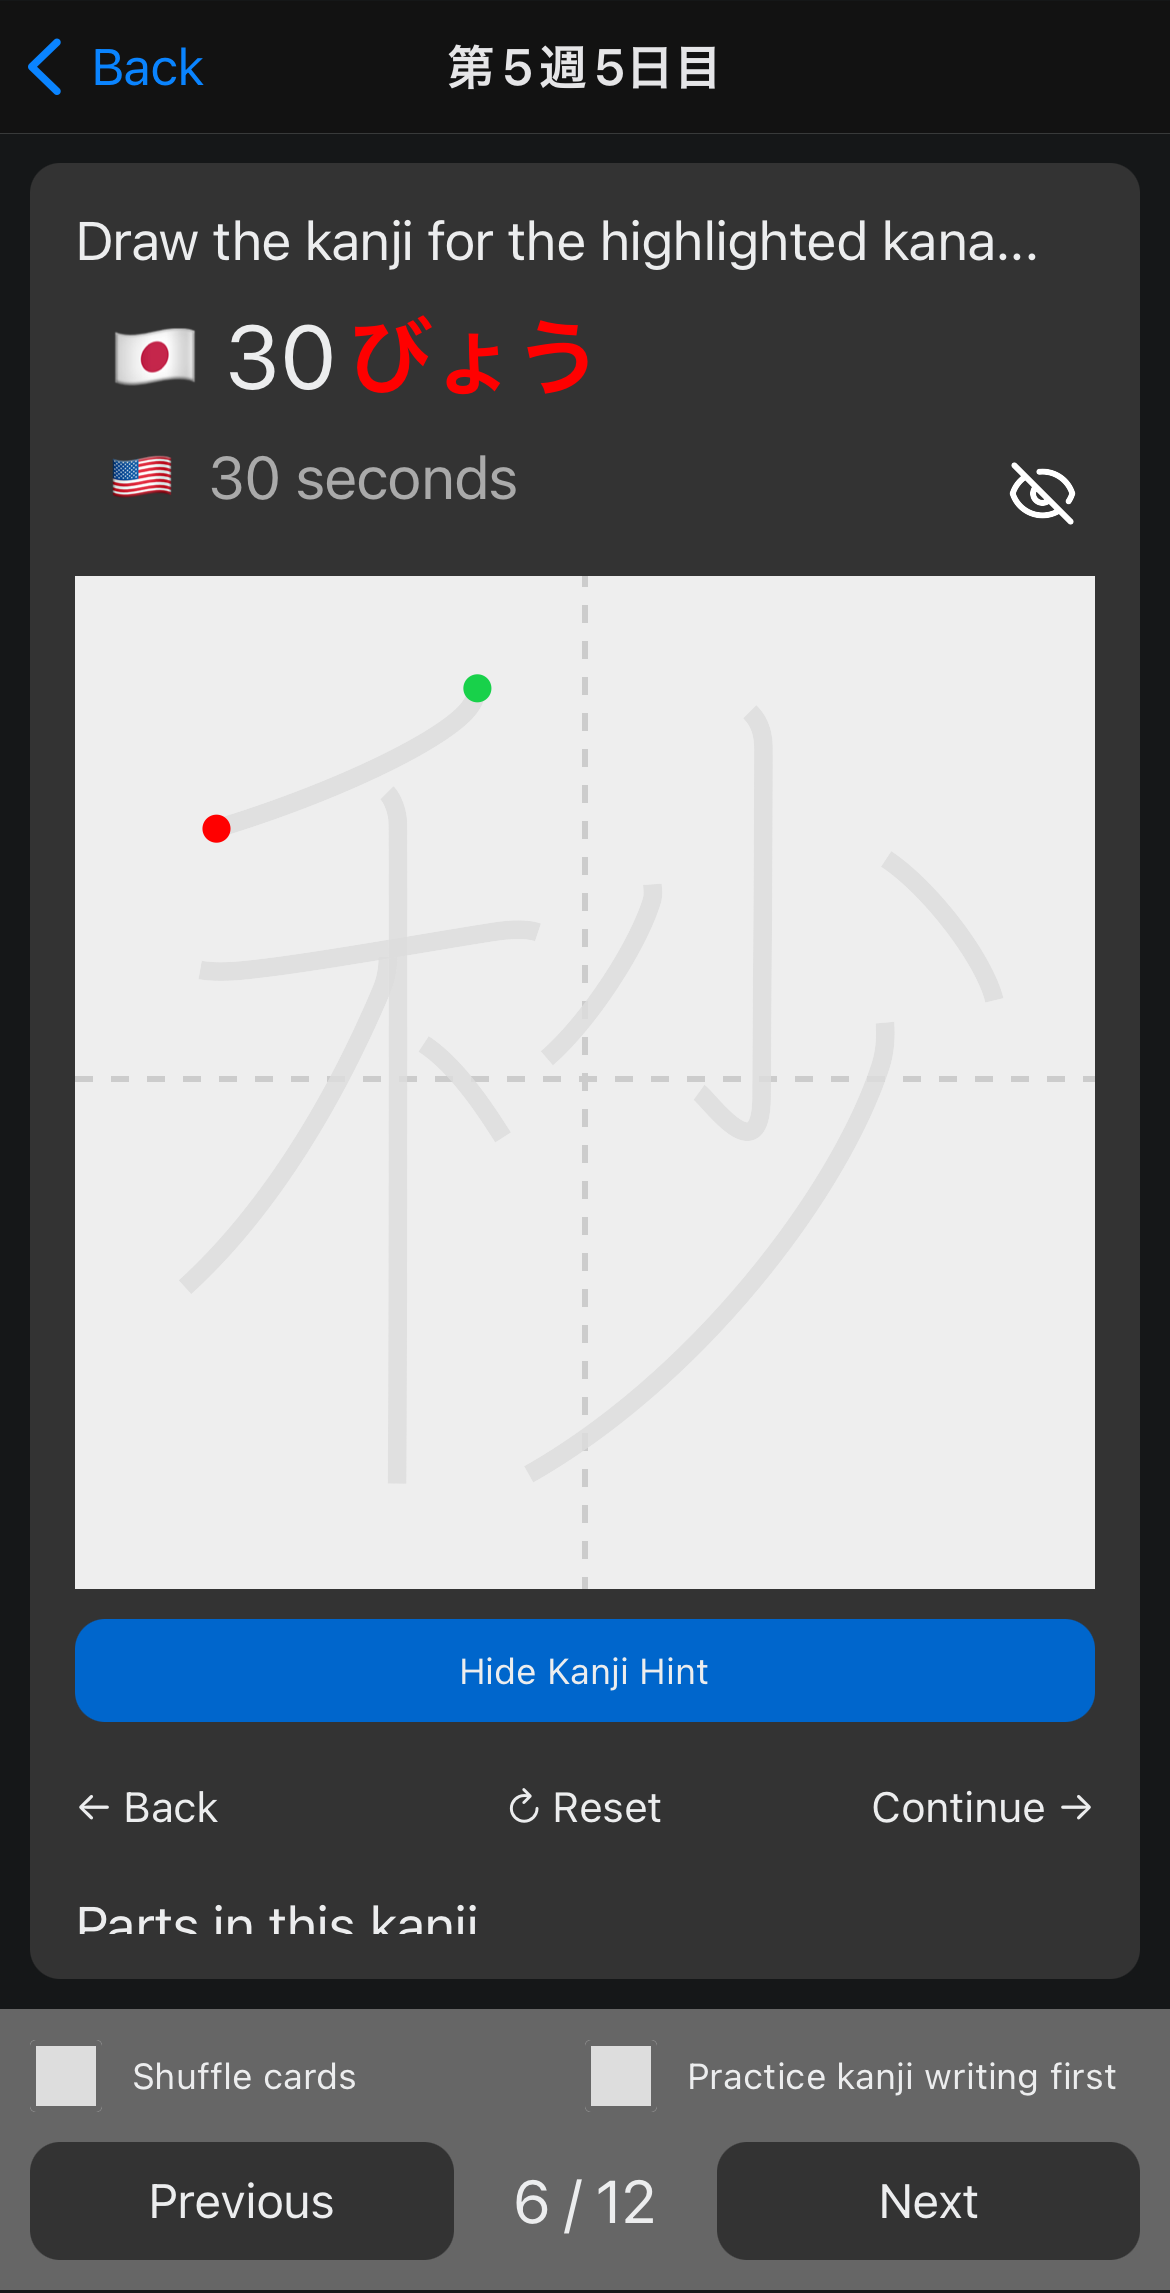 Back
第5週5日目
Draw the kanji for the highlighted kana...
30びょう
30 seconds
秒
Hide Kanji Hint
← Back
Reset
Continue →
Parts in this kanji
Shuffle cards
Practice kanji writing first
Previous
6 / 12
Next